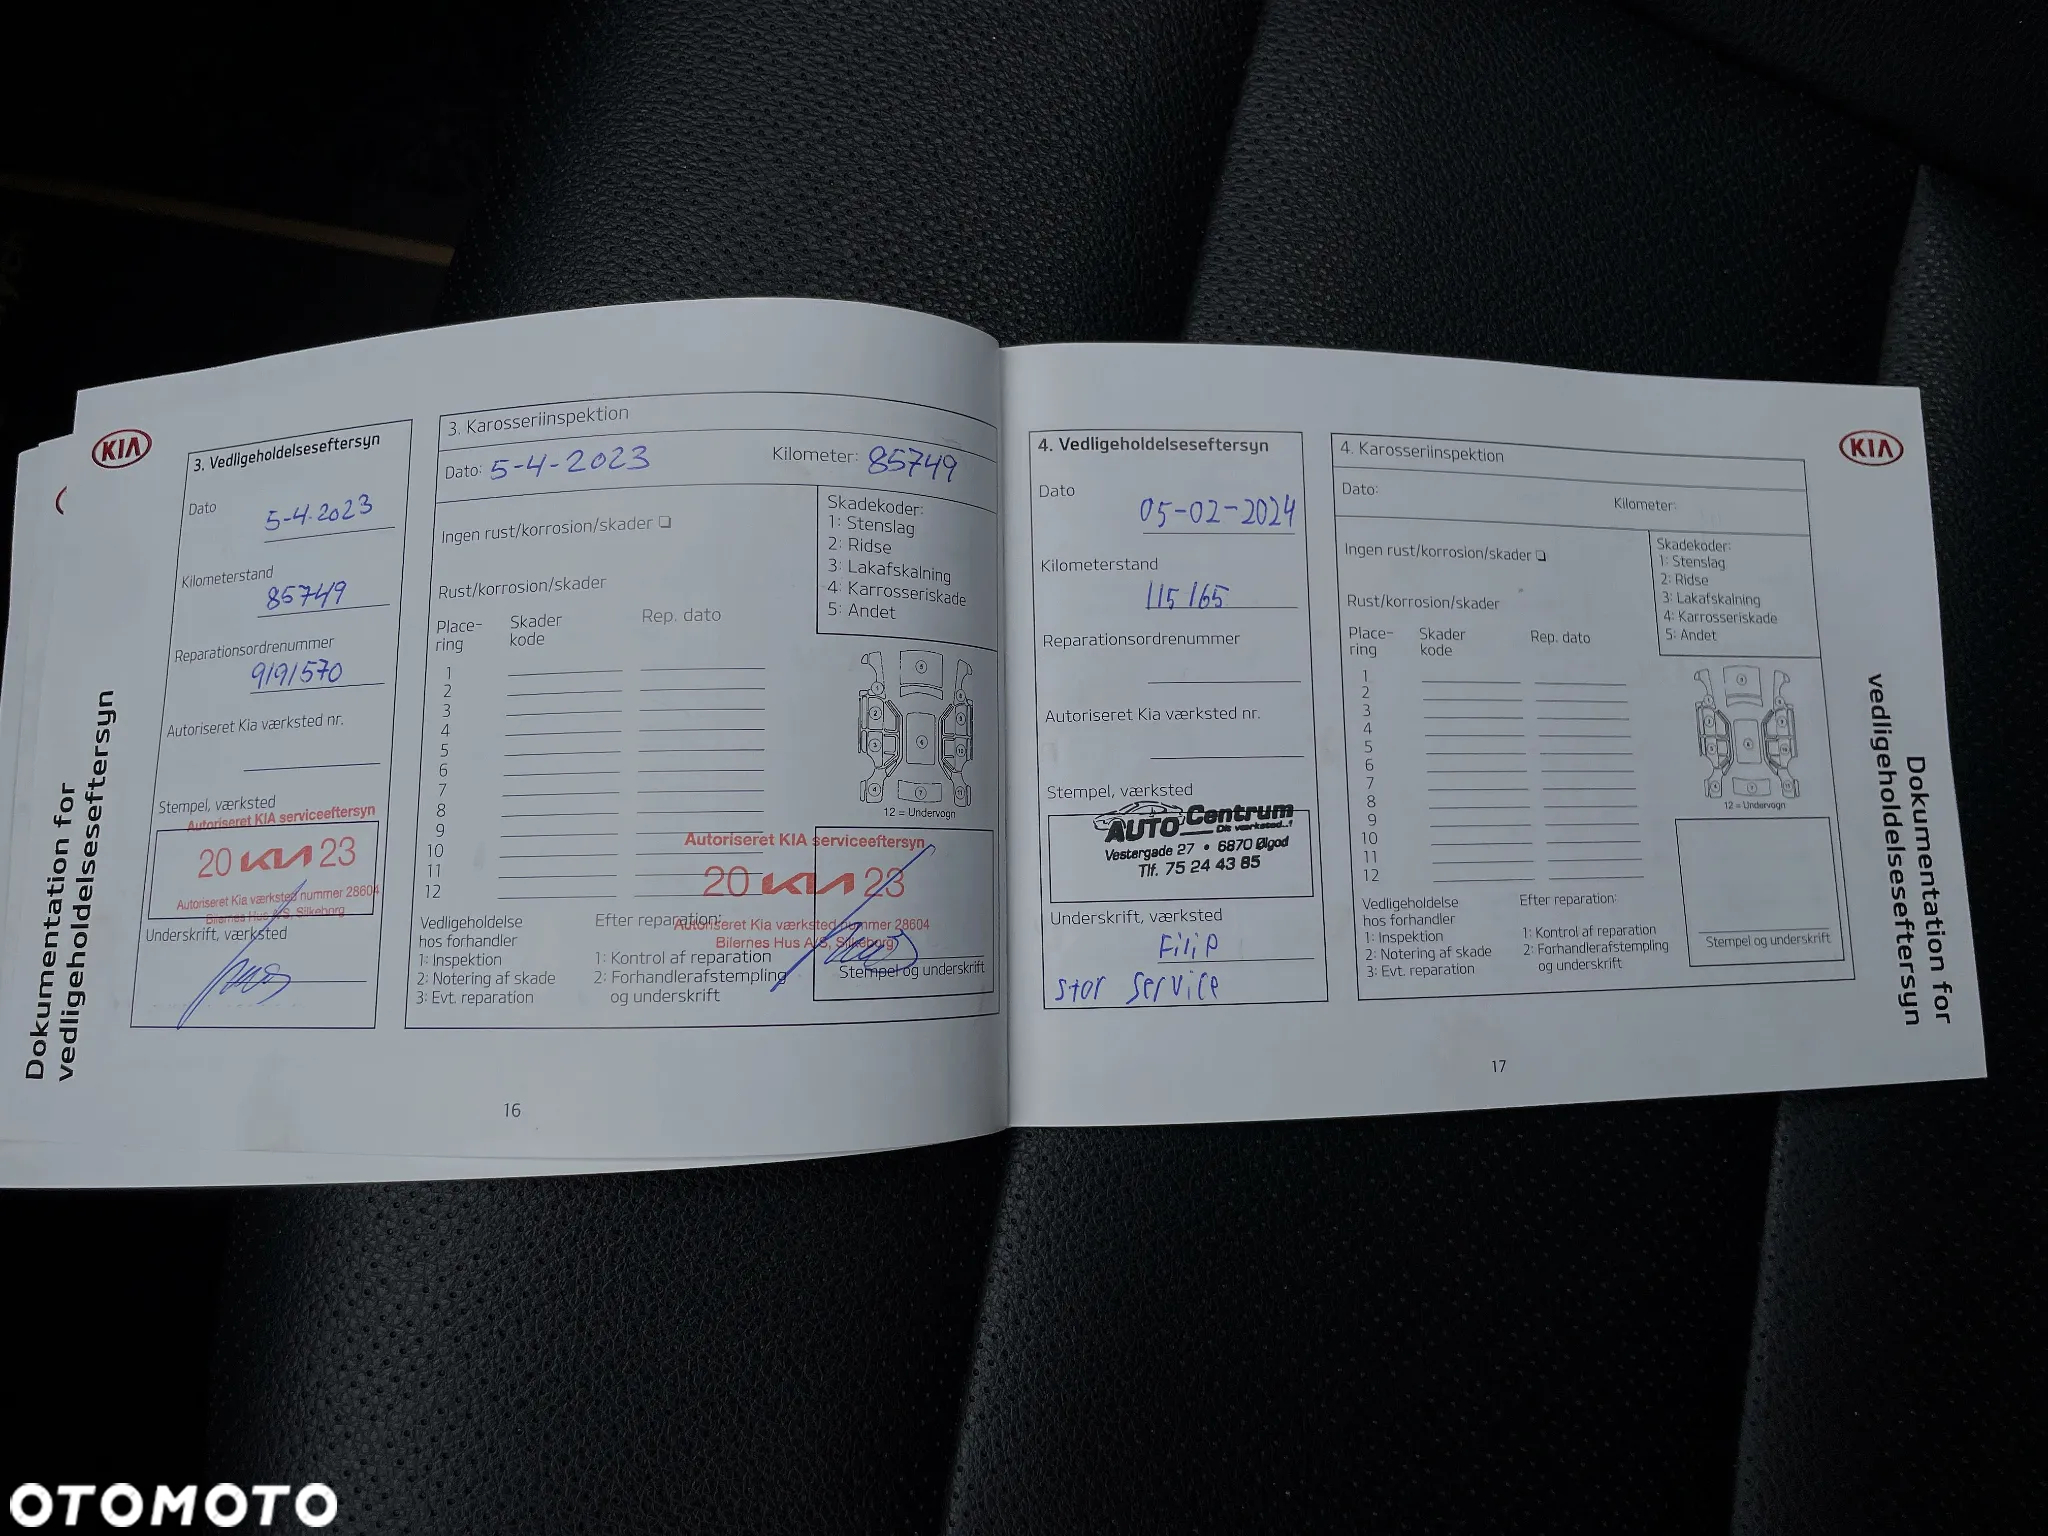 KIA
Dokumentation for
vedligeholdelseseftersyn
3. Vedligeholdelseseftersyn
Dato
5-4-2023
Kilometerstand
85749
Reparationsordrenummer
9191570
Autoriseret Kia værksted nr.
Stempel, værksted
Autoriseret KIA serviceeftersyn
20 KIA 23
Autoriseret Kia værksted nummer 28604
Bilernes Hus A/S, Silkeborg
Underskrift, værksted
3. Karosseriinspektion
Dato: 5-4-2023 Kilometer: 85749
Ingen rust/korrosion/skader
Rust/korrosion/skader
Skadekoder:
1: Stenslag
2: Ridse
3: Lakafskalning
4: Karrosseriskade
5: Andet
Place-
ring
Skader
kode
Rep. dato
1
2
3
4
5
6
7
8
9
10
11
12
12 = Undervogn
Autoriseret KIA serviceeftersyn
20 KIA 23
Autoriseret Kia værksted nummer 28604
Bilernes Hus A/S, Silkeborg
Vedligeholdelse
hos forhandler
1: Inspektion
2: Notering af skade
3: Evt. reparation
Efter reparation:
1: Kontrol af reparation
2: Forhandlerafstempling
og underskrift
Stempel og underskrift
16
4. Vedligeholdelseseftersyn
Dato
05-02-2024
Kilometerstand
115165
Reparationsordrenummer
Autoriseret Kia værksted nr.
Stempel, værksted
AUTO Centrum
Dit værksted..!
Vestergade 27 • 6870 Ølgod
Tlf. 75 24 43 85
Underskrift, værksted
Filip
stor service
4. Karosseriinspektion
Dato:
Kilometer:
Ingen rust/korrosion/skader
Rust/korrosion/skader
Skadekoder:
1: Stenslag
2: Ridse
3: Lakafskalning
4: Karrosseriskade
5: Andet
Place-
ring
Skader
kode
Rep. dato
1
2
3
4
5
6
7
8
9
10
11
12
12 = Undervogn
Vedligeholdelse
hos forhandler
1: Inspektion
2: Notering af skade
3: Evt. reparation
Efter reparation:
1: Kontrol af reparation
2: Forhandlerafstempling
og underskrift
Stempel og underskrift
17
KIA
Dokumentation for
vedligeholdelseseftersyn
OTOMOTO